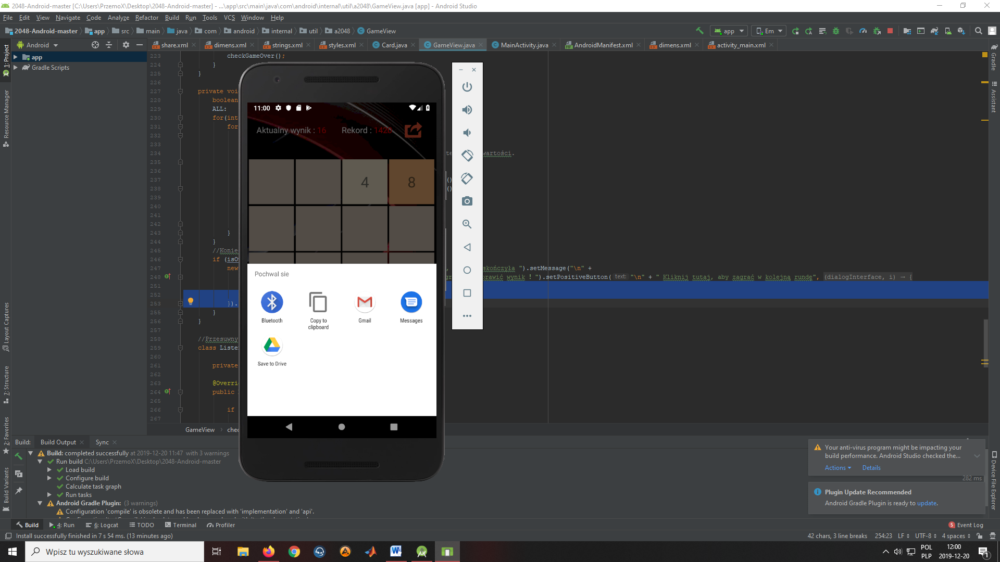 2048-Android-master [C:\Users\PrzemoX\Desktop\2048-Android-master] - ...\app\src\main\java\com\android\internal\util\a2048\GameView.java [app] - Android Studio
File Edit View Navigate Code Analyze Refactor Build Run Tools VCS Window Help
2048-Android-master app src main java com android internal util a2048 GameView app Em
Android share.xml dimens.xml strings.xml styles.xml Card.java GameView.java MainActivity.java AndroidManifest.xml dimens.xml activity_main.xml
1: Project
Resource Manager
Layout Captures
7: Structure
2: Favorites
Build Variants
Gradle
Assistant
Device File Explorer
app
Gradle Scripts
223 checkGameOver();
224 }
225 }
226
227 private voi
228 boolean
229 ALL:
230 for(int
231 for
232
233
234 wartości.
235
236
237 ()
238 ()
239
240
241
242
243 }
244 }
245 //Konie
246 if (isO
247 new skończyła ").setMessage("\n" +
248 rawić wynik ! ").setPositiveButton( text: "\n" + " Kliknij tutaj, aby zagrać w kolejną rundę", (dialogInterface, i) → {
251
252
253 }).
255 }
256 }
257
258 //Przesuwny
259 class Liste
260
261 private
262
263 @Overri
264 public
265
266 if
267
11:00
Aktualny wynik : 16 Rekord : 1420
4 8
Pochwal sie
Bluetooth Copy to clipboard Gmail Messages
Save to Drive
GameView chec
Build: Build Output Sync
Build: completed successfully at 2019-12-20 11:47 with 3 warnings
Run build C:\Users\PrzemoX\Desktop\2048-Android-master
Load build
Configure build
Calculate task graph
Run tasks
Android Gradle Plugin: (3 warnings)
Configuration 'compile' is obsolete and has been replaced with 'implementation' and 'api'.
Your anti-virus program might be impacting your
build performance. Android Studio checked the...
Actions Details
282 ms
Plugin Update Recommended
Android Gradle Plugin is ready to update.
Build 4: Run 6: Logcat TODO Terminal Profiler 5 Event Log
Install successfully finished in 7 s 54 ms. (13 minutes ago) 42 chars, 3 line breaks 254:23 LF UTF-8 4 spaces
Wpisz tu wyszukiwane słowa
POL
PLP
12:00
2019-12-20
1